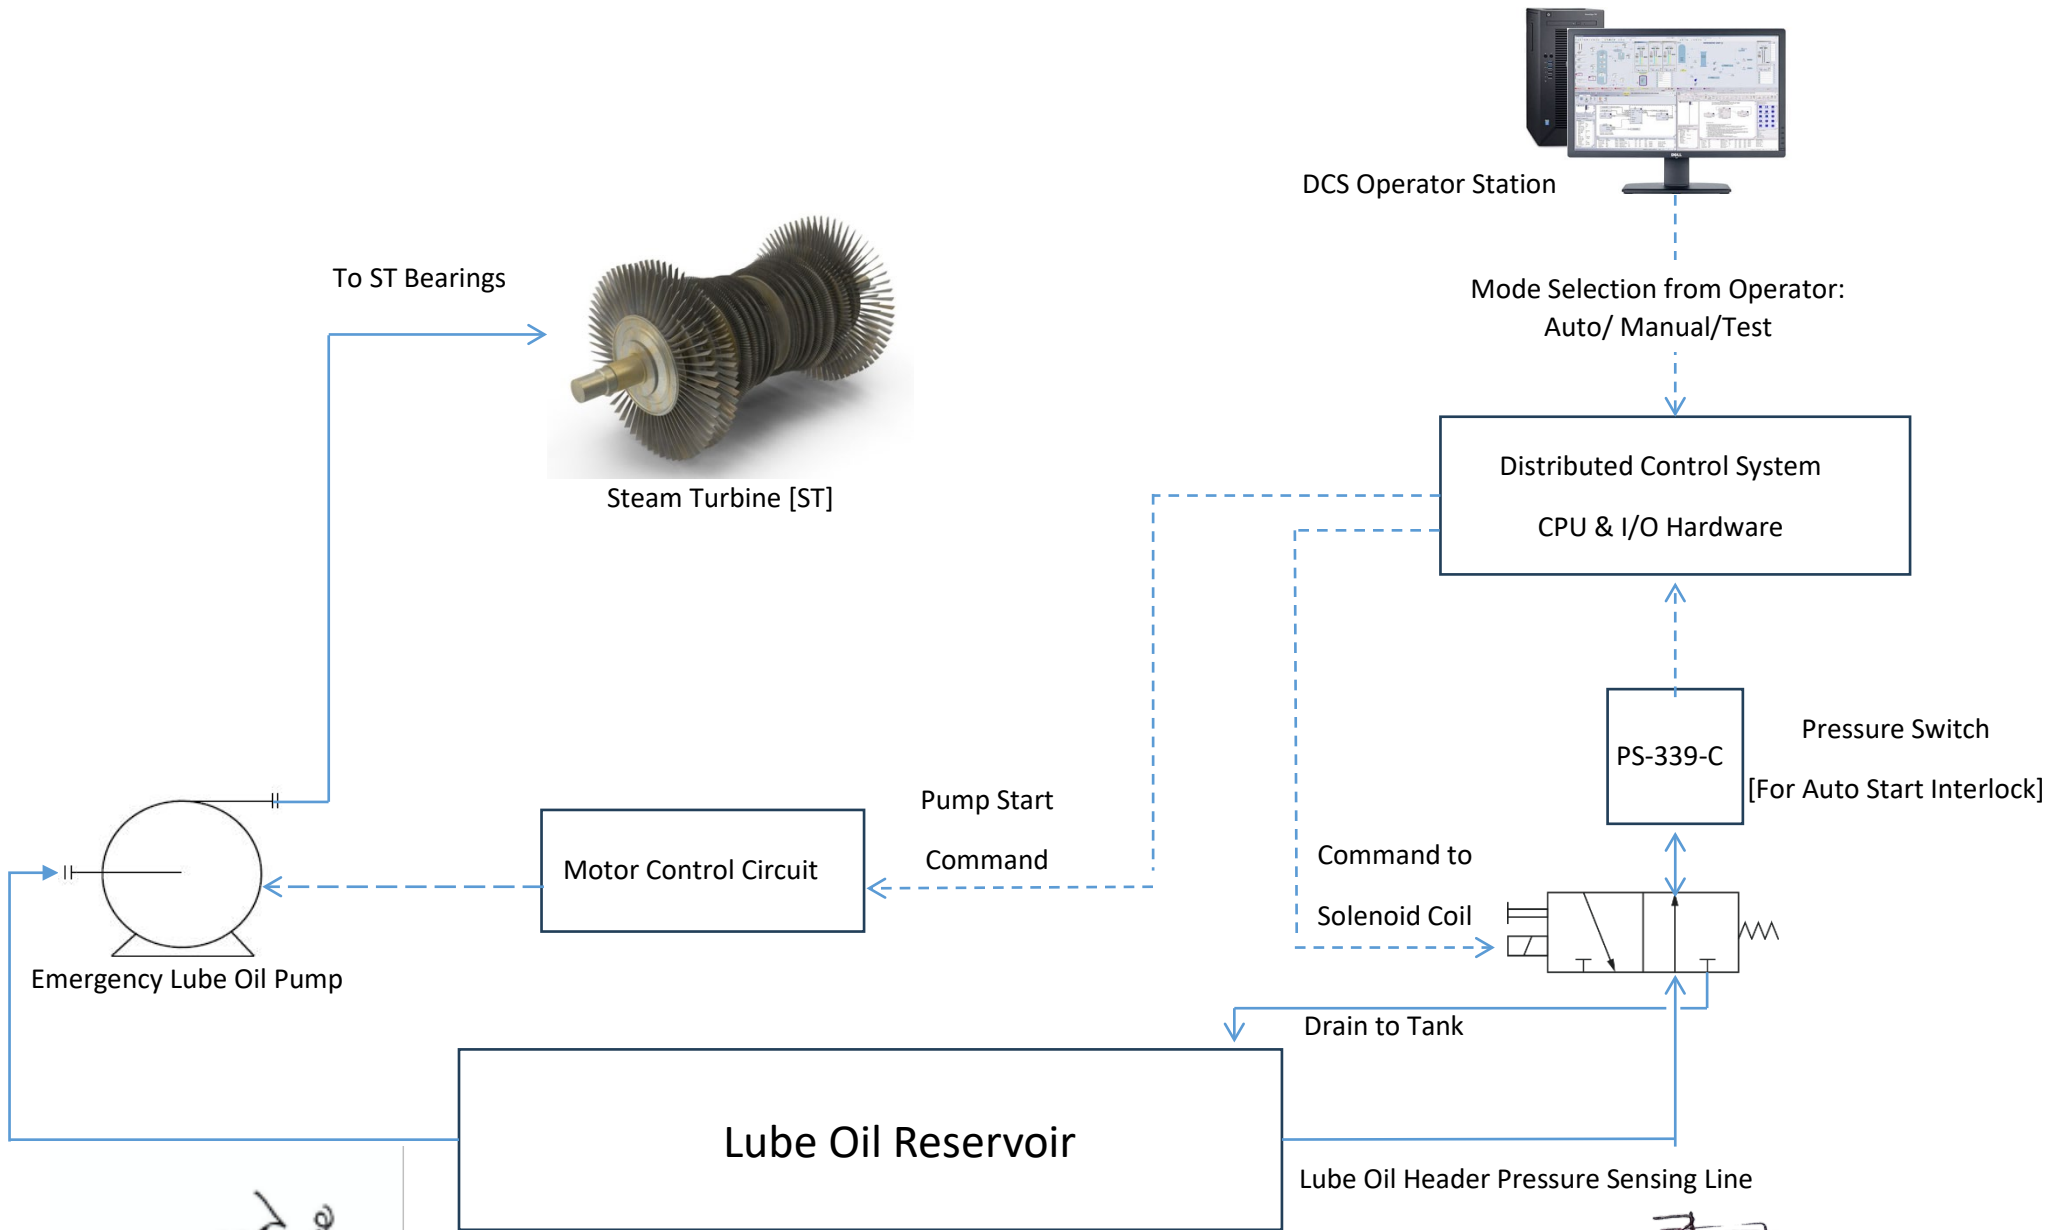 DCS Operator Station
Mode Selection from Operator:
Auto/ Manual/Test
To ST Bearings
Steam Turbine [ST]
Distributed Control System
CPU & I/O Hardware
PS-339-C
Pressure Switch
[For Auto Start Interlock]
Pump Start
Command
Motor Control Circuit
Command to
Solenoid Coil
Emergency Lube Oil Pump
Drain to Tank
Lube Oil Reservoir
Lube Oil Header Pressure Sensing Line